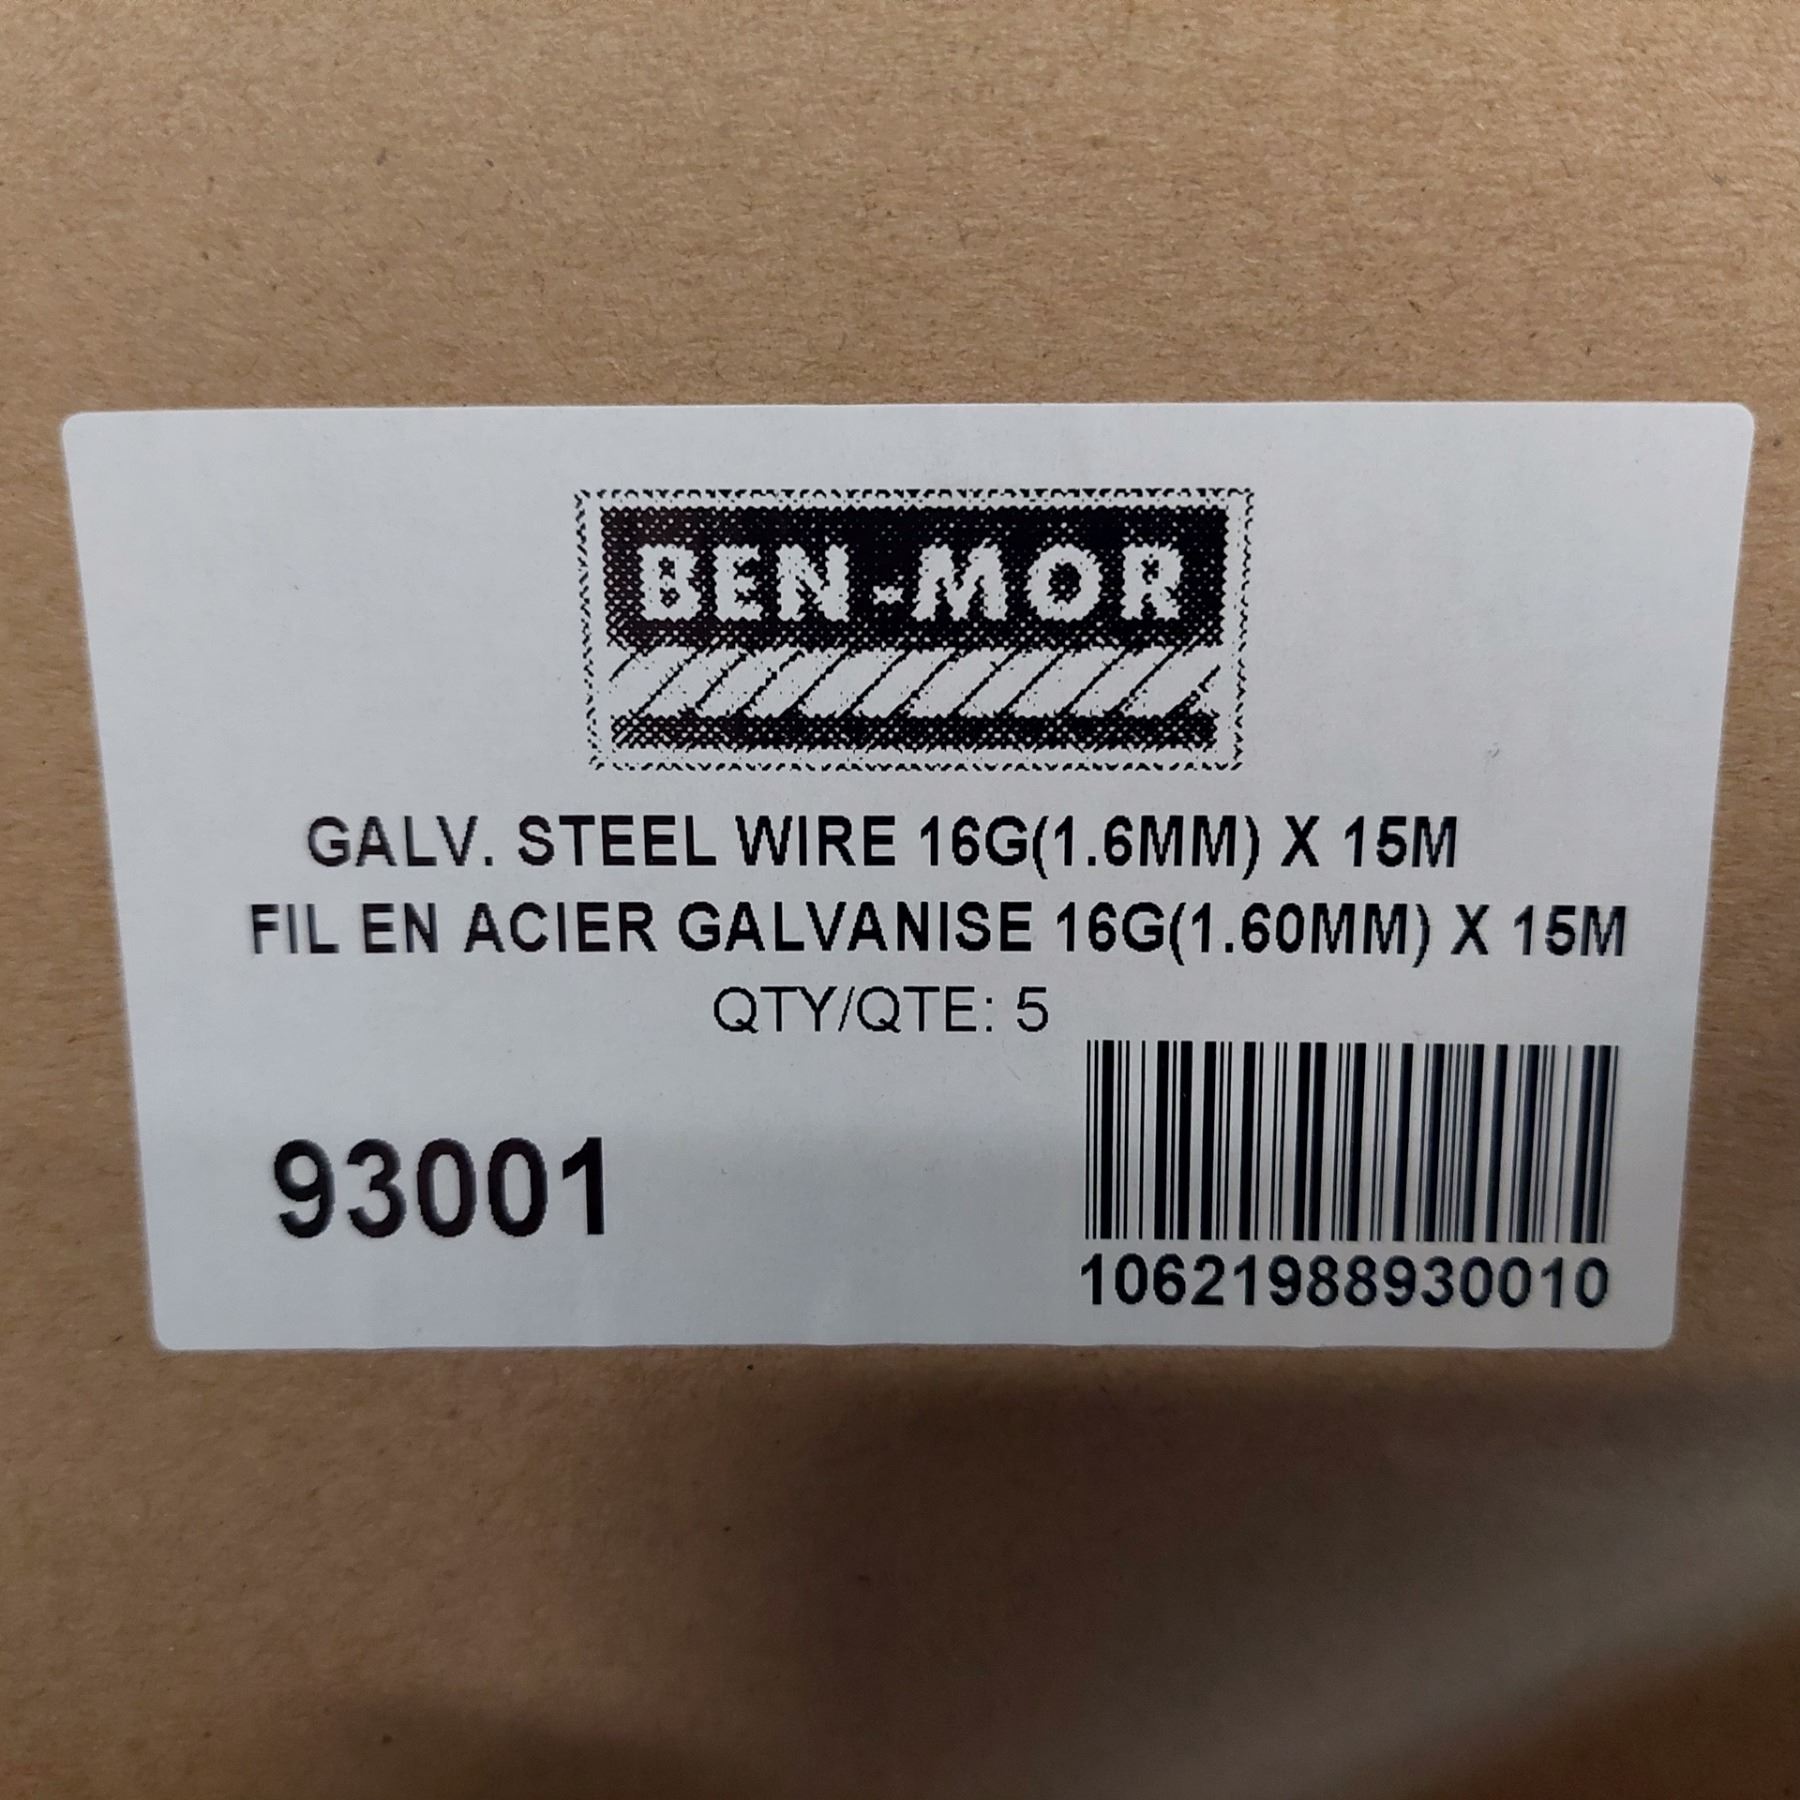 BEN-MOR
GALV. STEEL WIRE 16G(1.6MM) X 15M
FIL EN ACIER GALVANISE 16G(1.60MM) X 15M
QTY/QTE: 5
93001
10621988930010